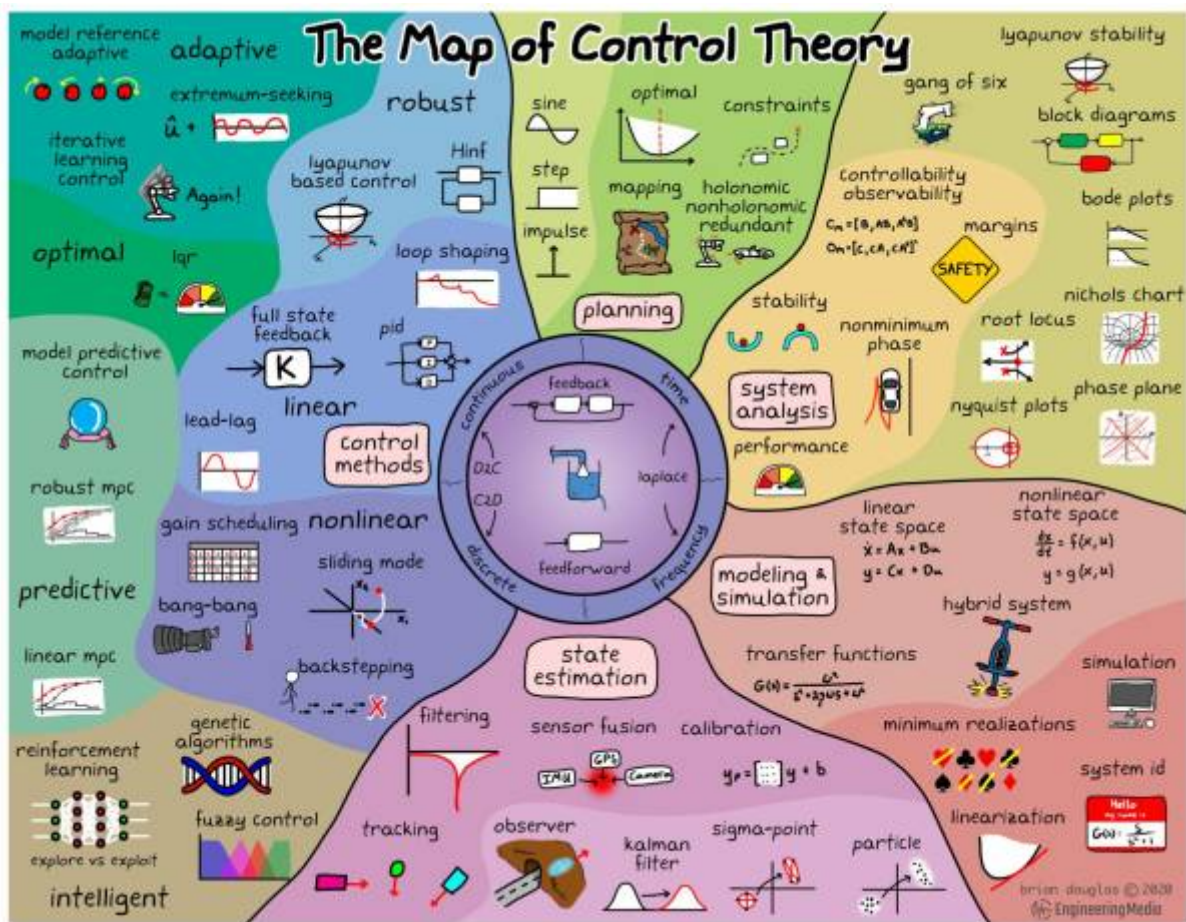 The Map of Control Theory
model reference
adaptive
adaptive
extremum-seeking
û +
iterative
learning
control
Again!
robust
lyapunov
based control
Hinf
optimal
lqr
loop shaping
full state
feedback
K
pid
linear
lead-lag
control
methods
model predictive
control
robust mpc
predictive
linear mpc
gain scheduling
nonlinear
sliding mode
bang-bang
backstepping
X
reinforcement
learning
explore vs exploit
genetic
algorithms
fuzzy control
intelligent
sine
step
impulse
optimal
constraints
mapping
holonomic
nonholonomic
redundant
planning
continuous
time
discrete
frequency
feedback
D2C
C2D
laplace
feedforward
lyapunov stability
gang of six
block diagrams
controllability
observability
margins
SAFETY
bode plots
nichols chart
stability
nonminimum
phase
root locus
phase plane
system
analysis
nyquist plots
performance
linear
state space
ẋ = Ax + Bu
y = Cx + Du
nonlinear
state space
dx/dt = f(x, u)
y = g(x, u)
modeling &
simulation
hybrid system
transfer functions
simulation
minimum realizations
system id
Hello
linearization
state
estimation
filtering
sensor fusion
IMU
GPS
Camera
calibration
tracking
observer
kalman
filter
sigma-point
particle
brian douglas © 2020
EngineeringMedia